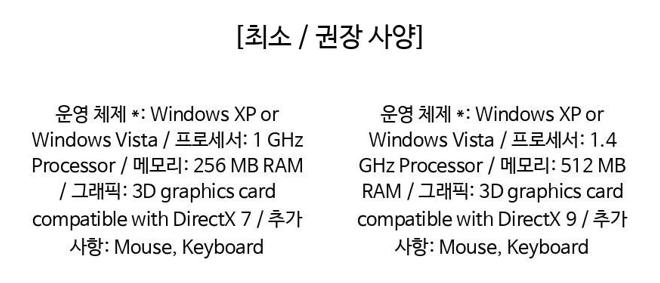 [최소 / 권장 사양]
운영 체제 *: Windows XP or
Windows Vista / 프로세서: 1 GHz
Processor / 메모리: 256 MB RAM
/ 그래픽: 3D graphics card
compatible with DirectX 7 / 추가
사항: Mouse, Keyboard
운영 체제 *: Windows XP or
Windows Vista / 프로세서: 1.4
GHz Processor / 메모리: 512 MB
RAM / 그래픽: 3D graphics card
compatible with DirectX 9 / 추가
사항: Mouse, Keyboard